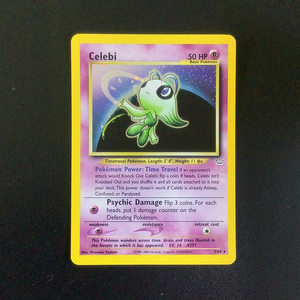 Celebi
50 HP
Basic Pokémon
Timetravel Pokémon. Length: 2' 0", Weight: 11 lbs.
Pokémon Power: Time Travel If an opponent's attack
would Knock Out Celebi, flip a coin. If heads, Celebi isn't
Knocked Out and you shuffle it and all cards attached to it into
your deck. This power doesn't work if Celebi is already Asleep,
Confused, or Paralyzed.
Psychic Damage Flip 3 coins. For each
heads, put 1 damage counter on the
Defending Pokémon.
weakness
resistance
retreat cost
This Pokémon wanders across time. Grass and trees flourish in
the forests in which it has appeared. LV. 16 #251